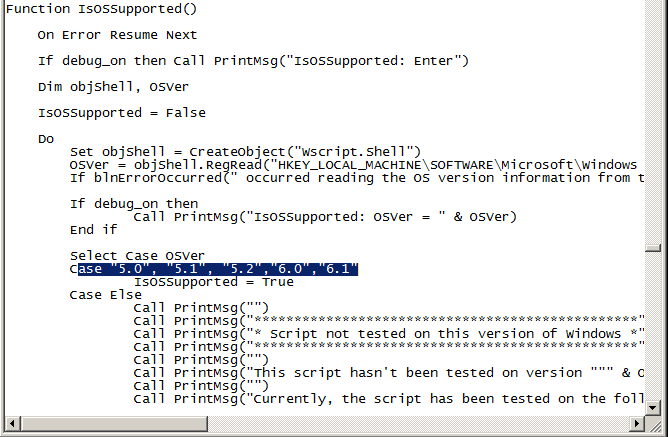 Function IsOSSupported()
On Error Resume Next
If debug_on then Call PrintMsg("IsOSSupported: Enter")
Dim objShell, OSVer
IsOSSupported = False
Do
Set objShell = CreateObject("Wscript.Shell")
OSVer = objShell.RegRead("HKEY_LOCAL_MACHINE\SOFTWARE\Microsoft\Windows
If blnErrorOccurred(" occurred reading the OS version information from t
If debug_on then
Call PrintMsg("IsOSSupported: OSVer = " & OSVer)
End if
Select Case OSVer
Case "5.0", "5.1", "5.2","6.0","6.1"
IsOSSupported = True
Case Else
Call PrintMsg("")
Call PrintMsg("************************************************"
Call PrintMsg("* Script not tested on this version of Windows *"
Call PrintMsg("************************************************"
Call PrintMsg("")
Call PrintMsg("This script hasn't been tested on version """ & O
Call PrintMsg("")
Call PrintMsg("Currently, the script has been tested on the foll